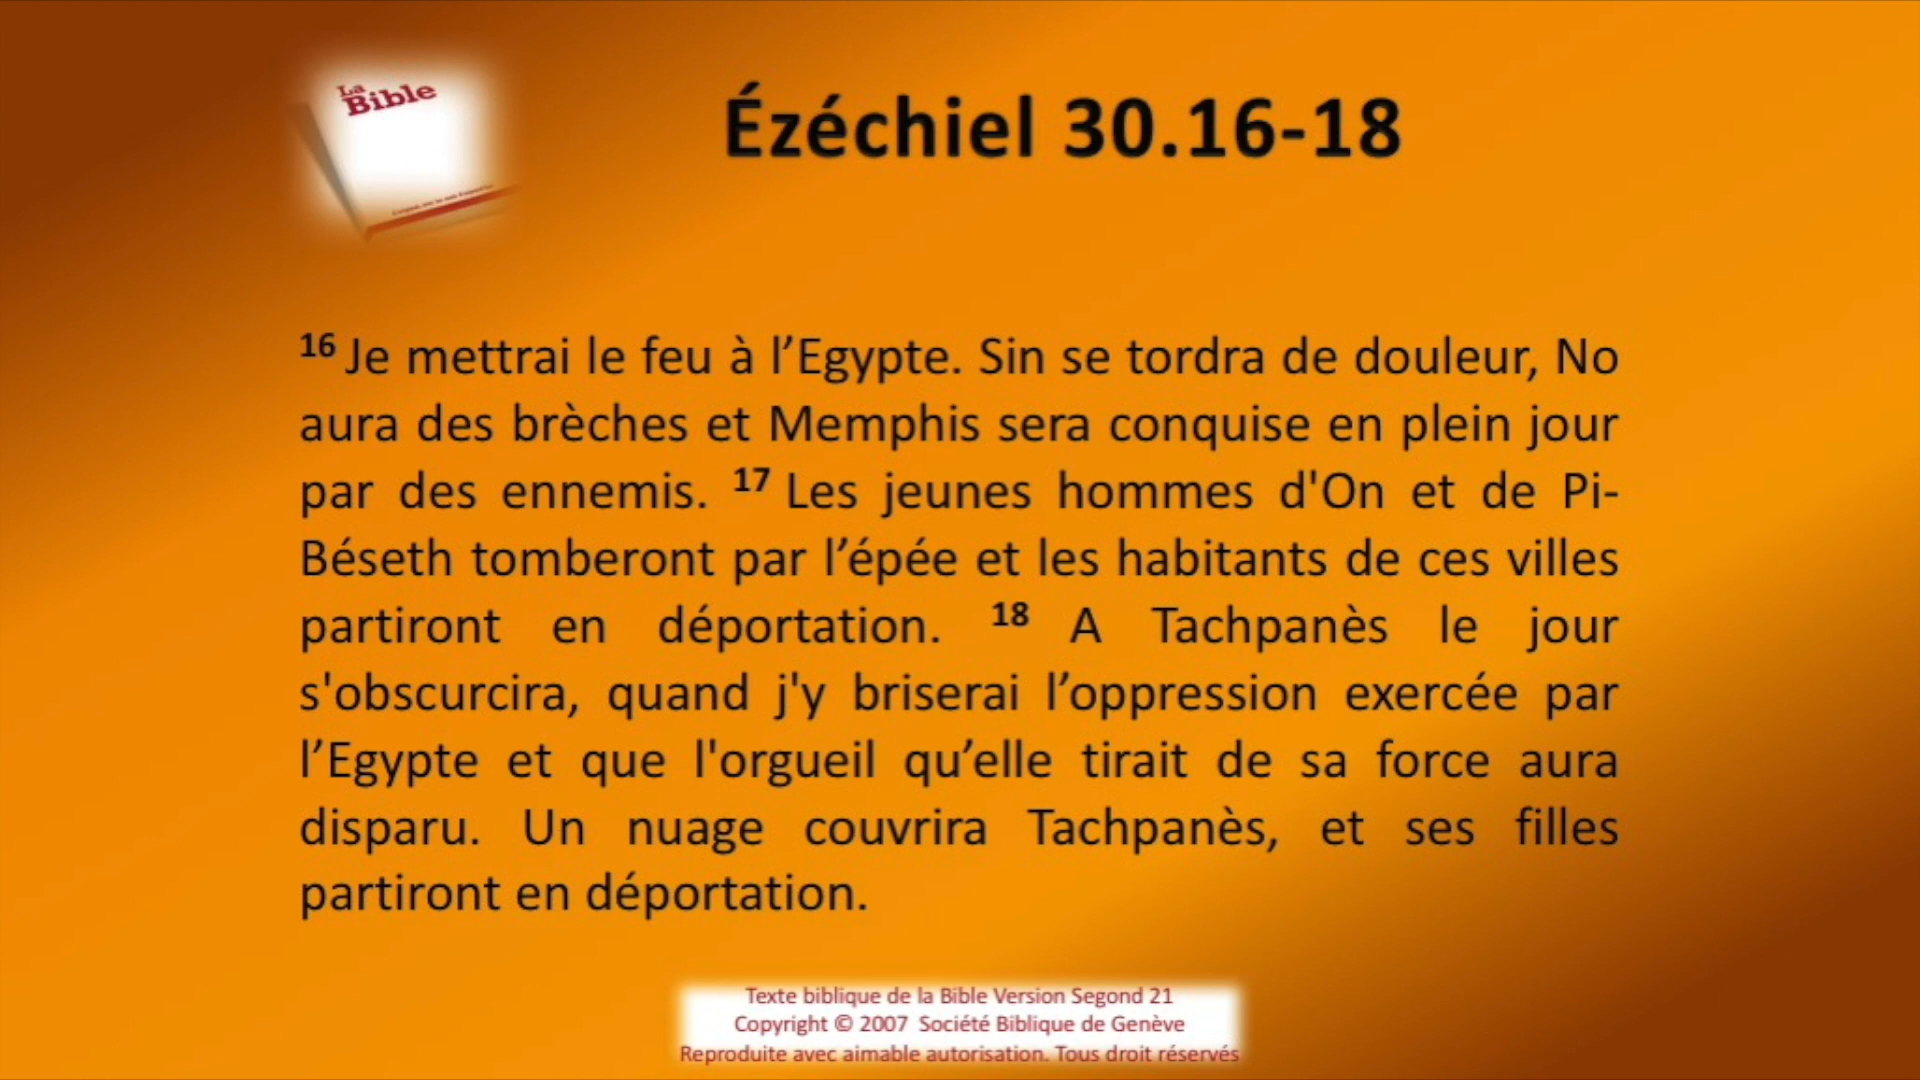 La
Bible
Ézéchiel 30.16-18
16 Je mettrai le feu à l’Egypte. Sin se tordra de douleur, No
aura des brèches et Memphis sera conquise en plein jour
par des ennemis. 17 Les jeunes hommes d'On et de Pi-
Béseth tomberont par l’épée et les habitants de ces villes
partiront en déportation. 18 A Tachpanès le jour
s'obscurcira, quand j'y briserai l’oppression exercée par
l’Egypte et que l'orgueil qu’elle tirait de sa force aura
disparu. Un nuage couvrira Tachpanès, et ses filles
partiront en déportation.
Texte biblique de la Bible Version Segond 21
Copyright © 2007 Société Biblique de Genève
Reproduite avec aimable autorisation. Tous droit réservés